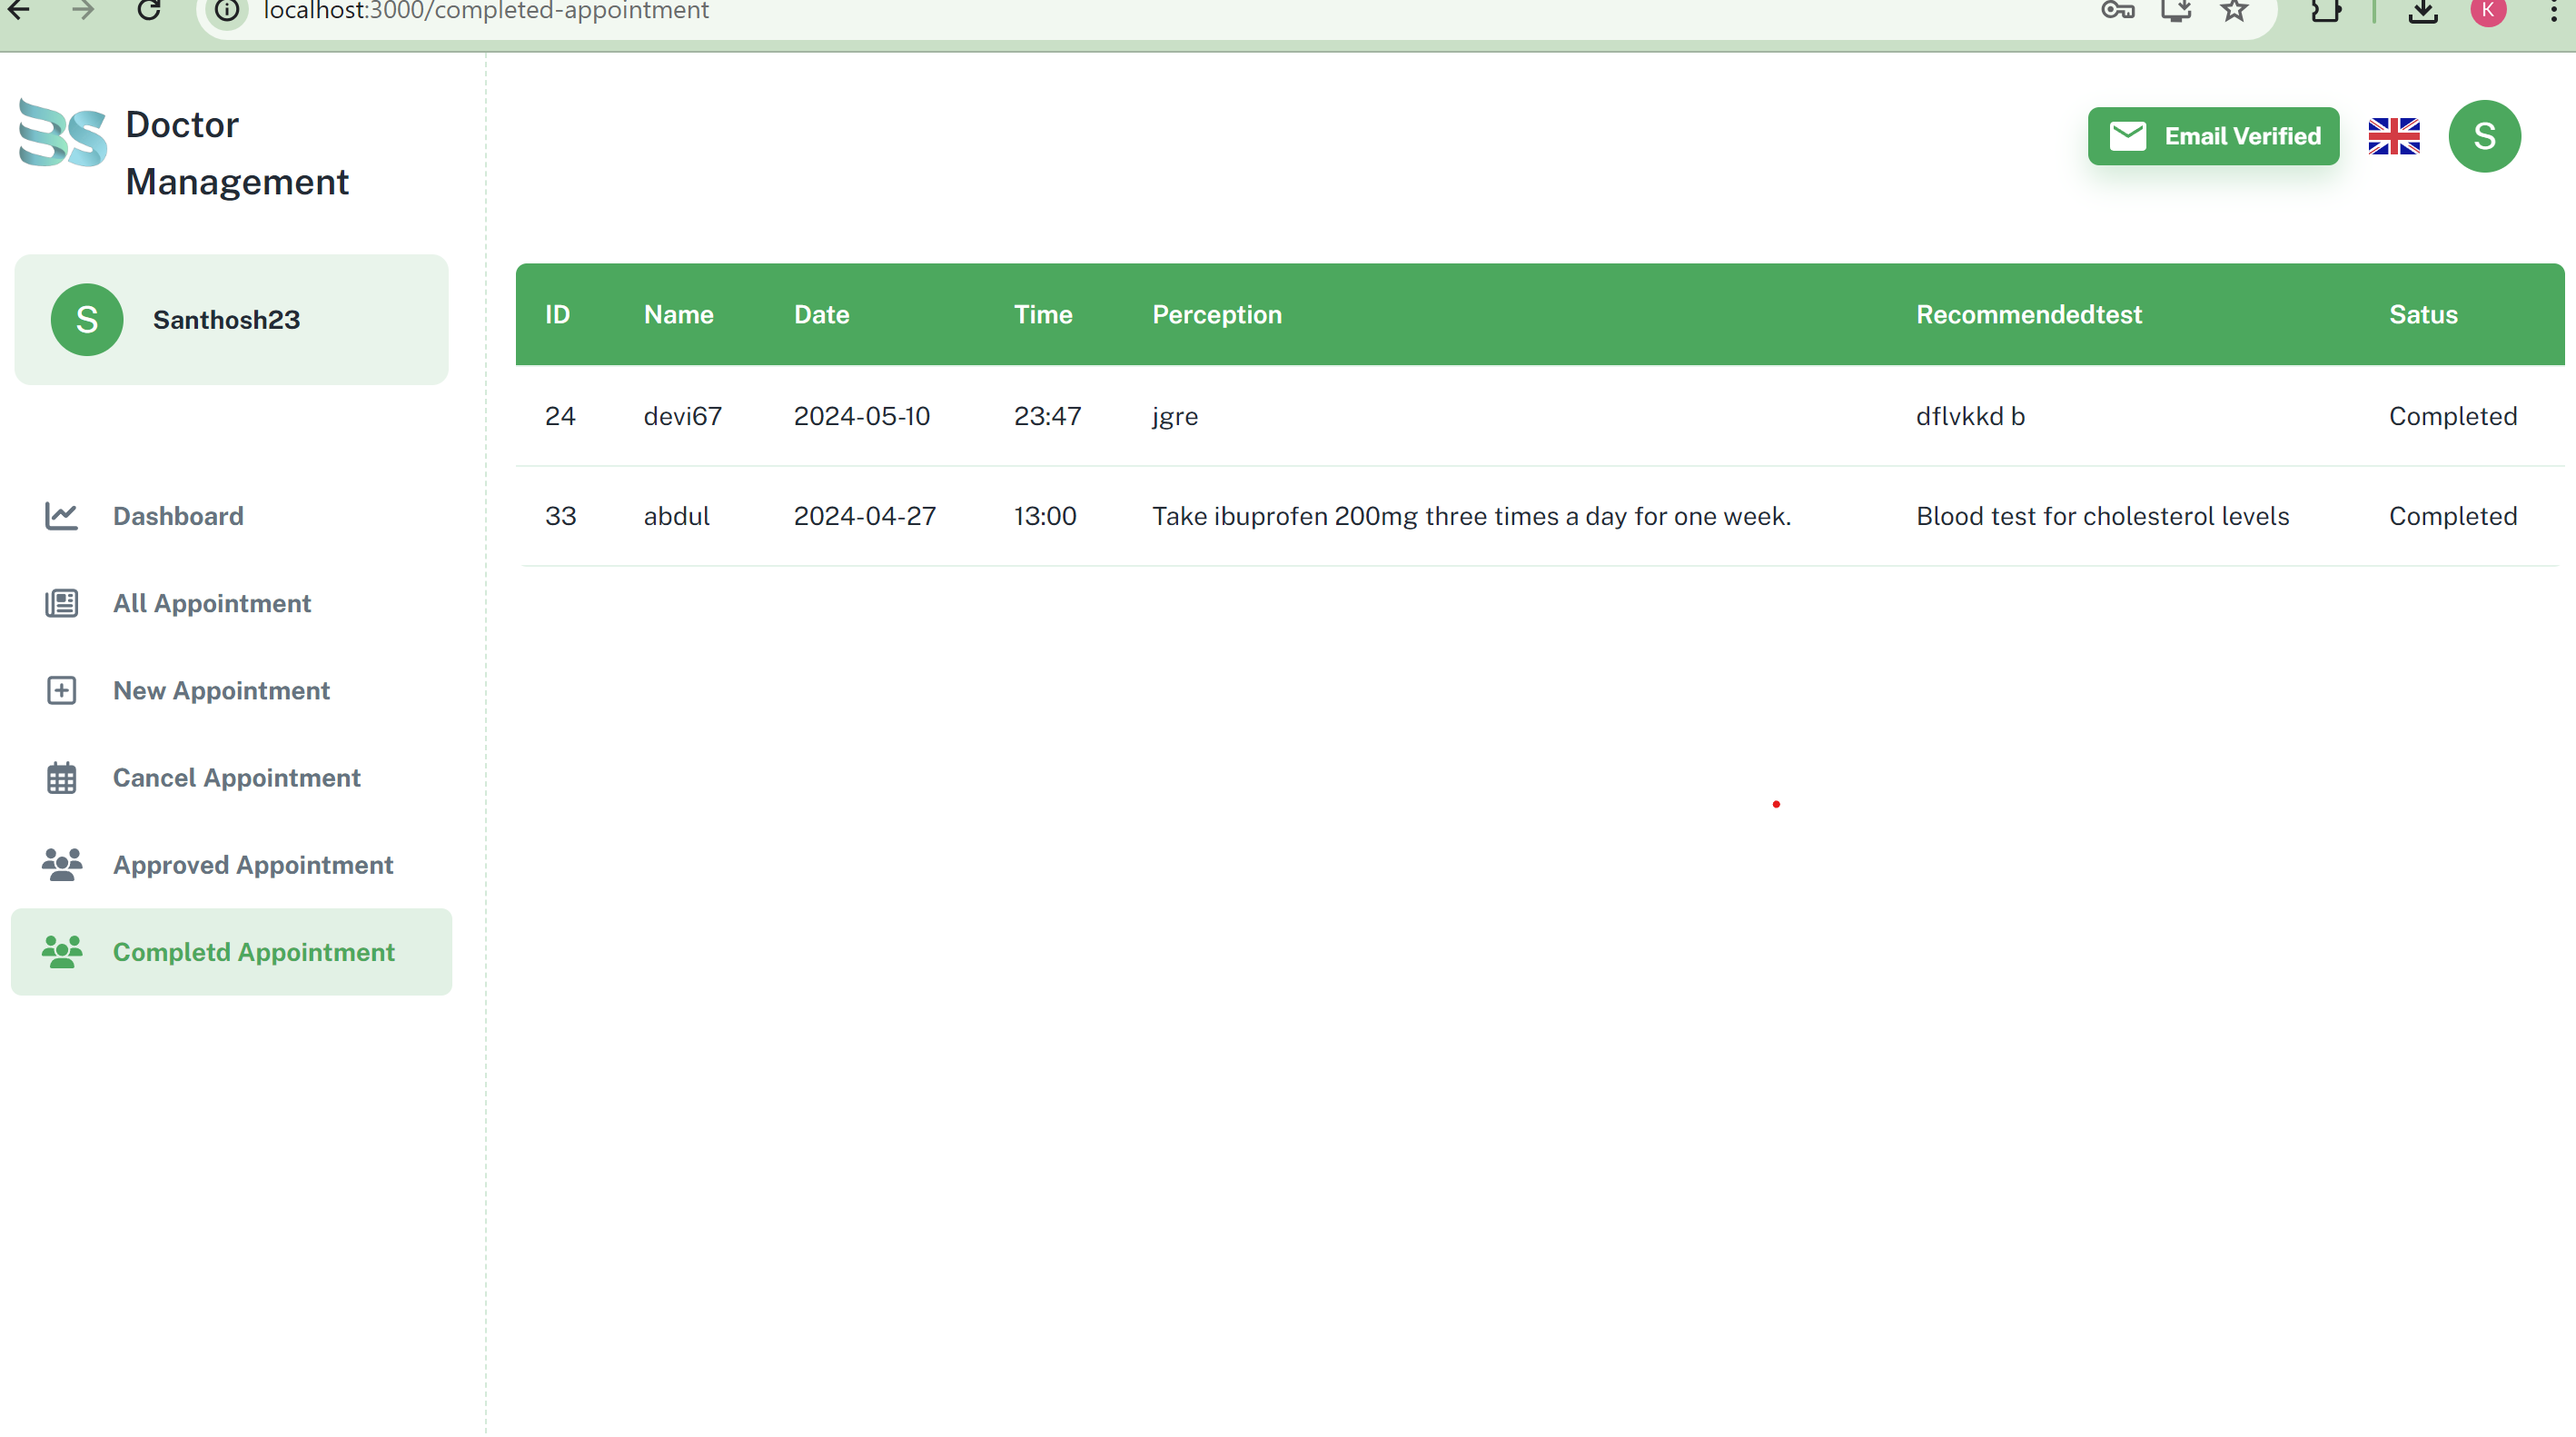 localhost:3000/completed-appointment
K
BS Doctor
Management
Email Verified
S
S Santhosh23
Dashboard
All Appointment
New Appointment
Cancel Appointment
Approved Appointment
Completd Appointment
ID Name Date Time Perception Recommendedtest Satus
24 devi67 2024-05-10 23:47 jgre dflvkkd b Completed
33 abdul 2024-04-27 13:00 Take ibuprofen 200mg three times a day for one week. Blood test for cholesterol levels Completed